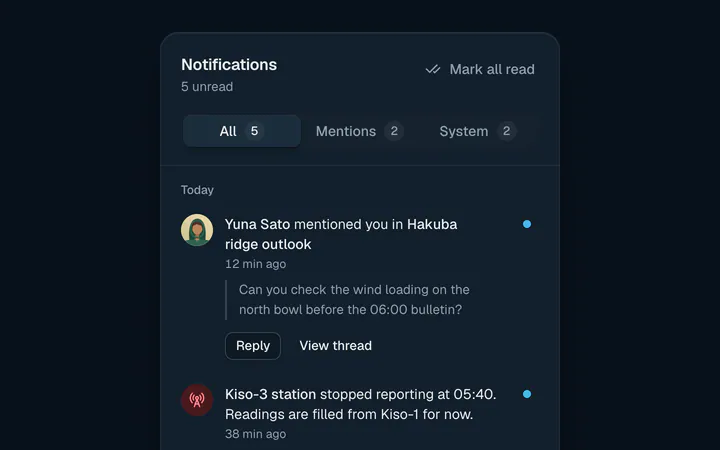 Notifications
Mark all read
5 unread
All 5
Mentions 2
System 2
Today
Yuna Sato mentioned you in Hakuba
ridge outlook
12 min ago
Can you check the wind loading on the
north bowl before the 06:00 bulletin?
Reply
View thread
Kiso-3 station stopped reporting at 05:40.
Readings are filled from Kiso-1 for now.
38 min ago